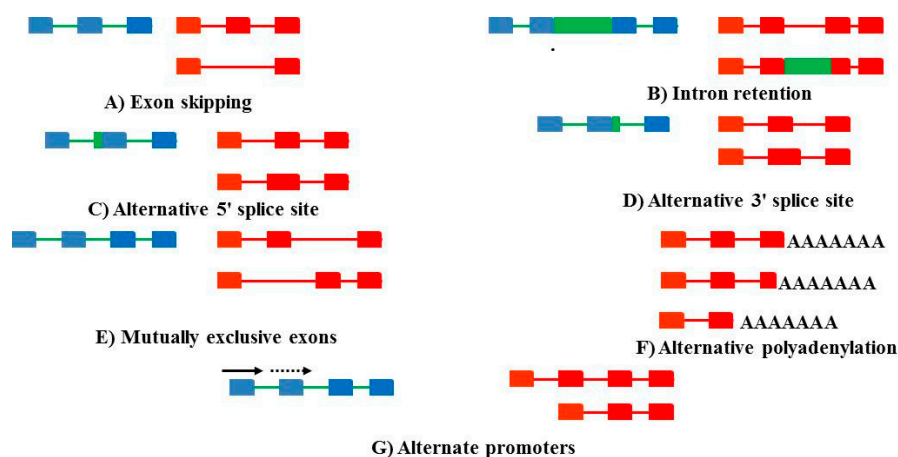 A) Exon skipping
B) Intron retention
C) Alternative 5' splice site
D) Alternative 3' splice site
AAAAAAA
AAAAAAA
AAAAAAA
E) Mutually exclusive exons
F) Alternative polyadenylation
G) Alternate promoters